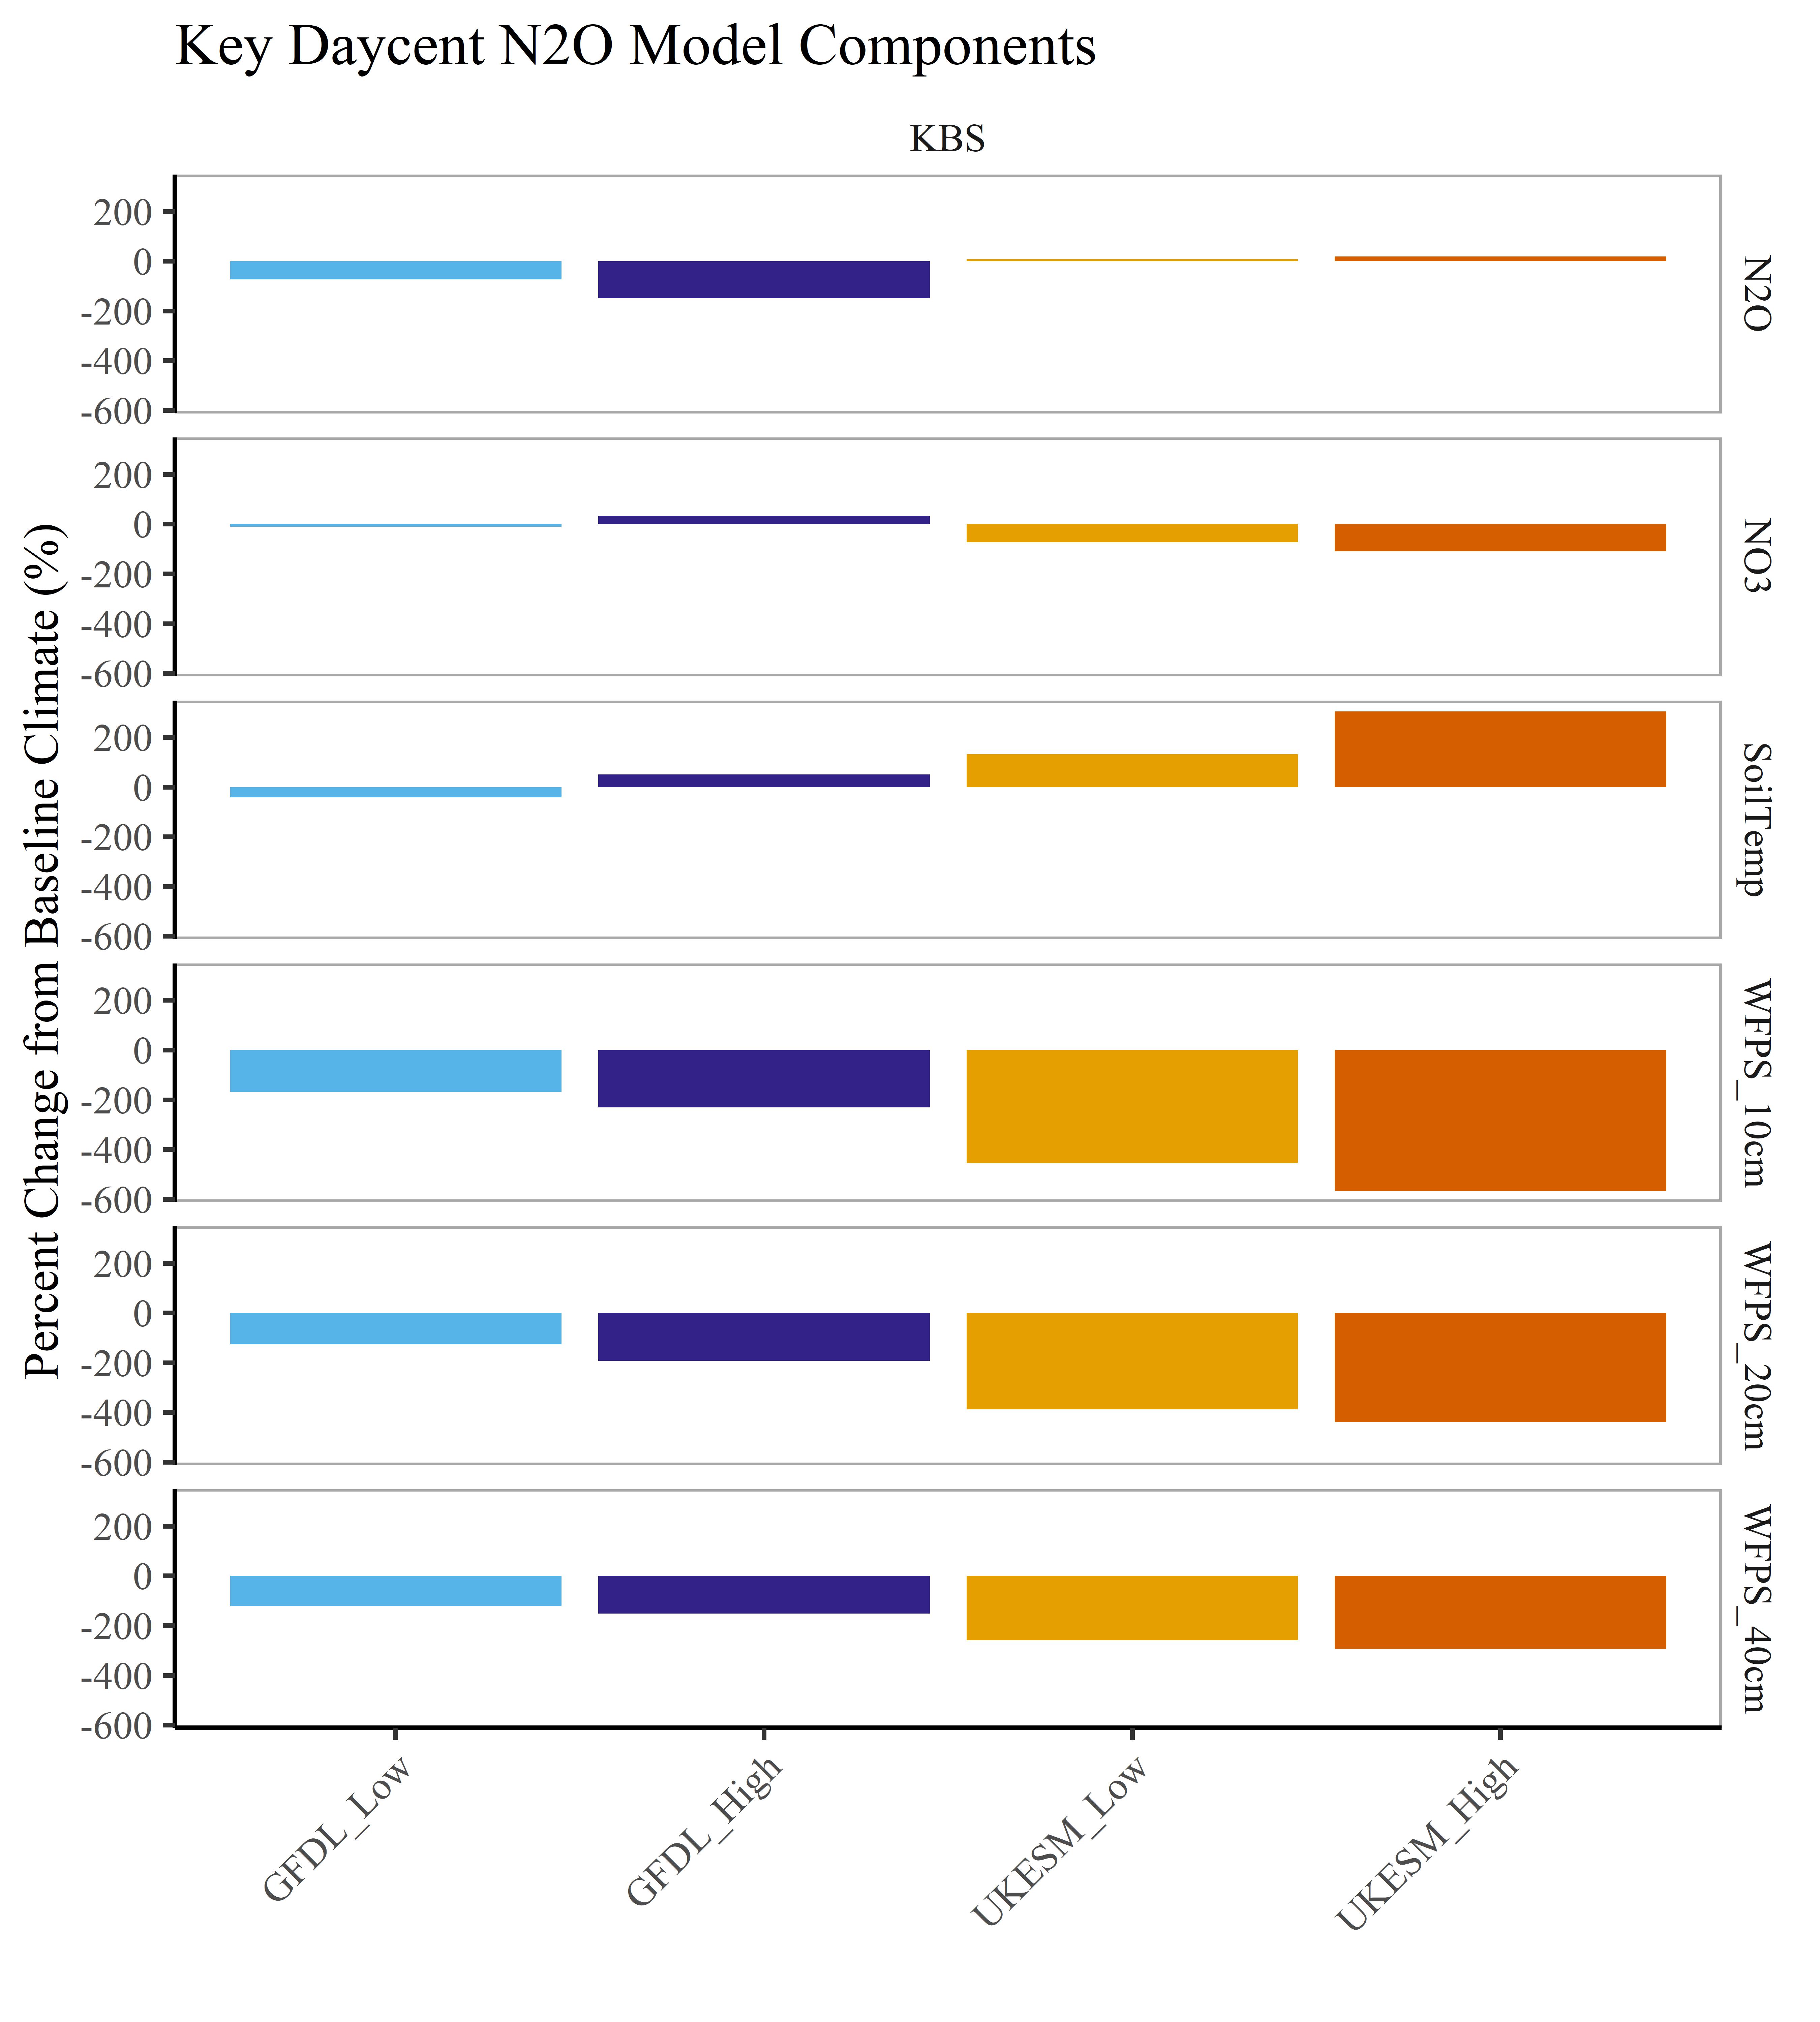 Key Daycent N2O Model Components
KBS
Percent Change from Baseline Climate (%)
200
0
-200
-400
-600
N2O
200
0
-200
-400
-600
NO3
200
0
-200
-400
-600
SoilTemp
200
0
-200
-400
-600
WFPS_10cm
200
0
-200
-400
-600
WFPS_20cm
200
0
-200
-400
-600
WFPS_40cm
GFDL_Low
GFDL_High
UKESM_Low
UKESM_High